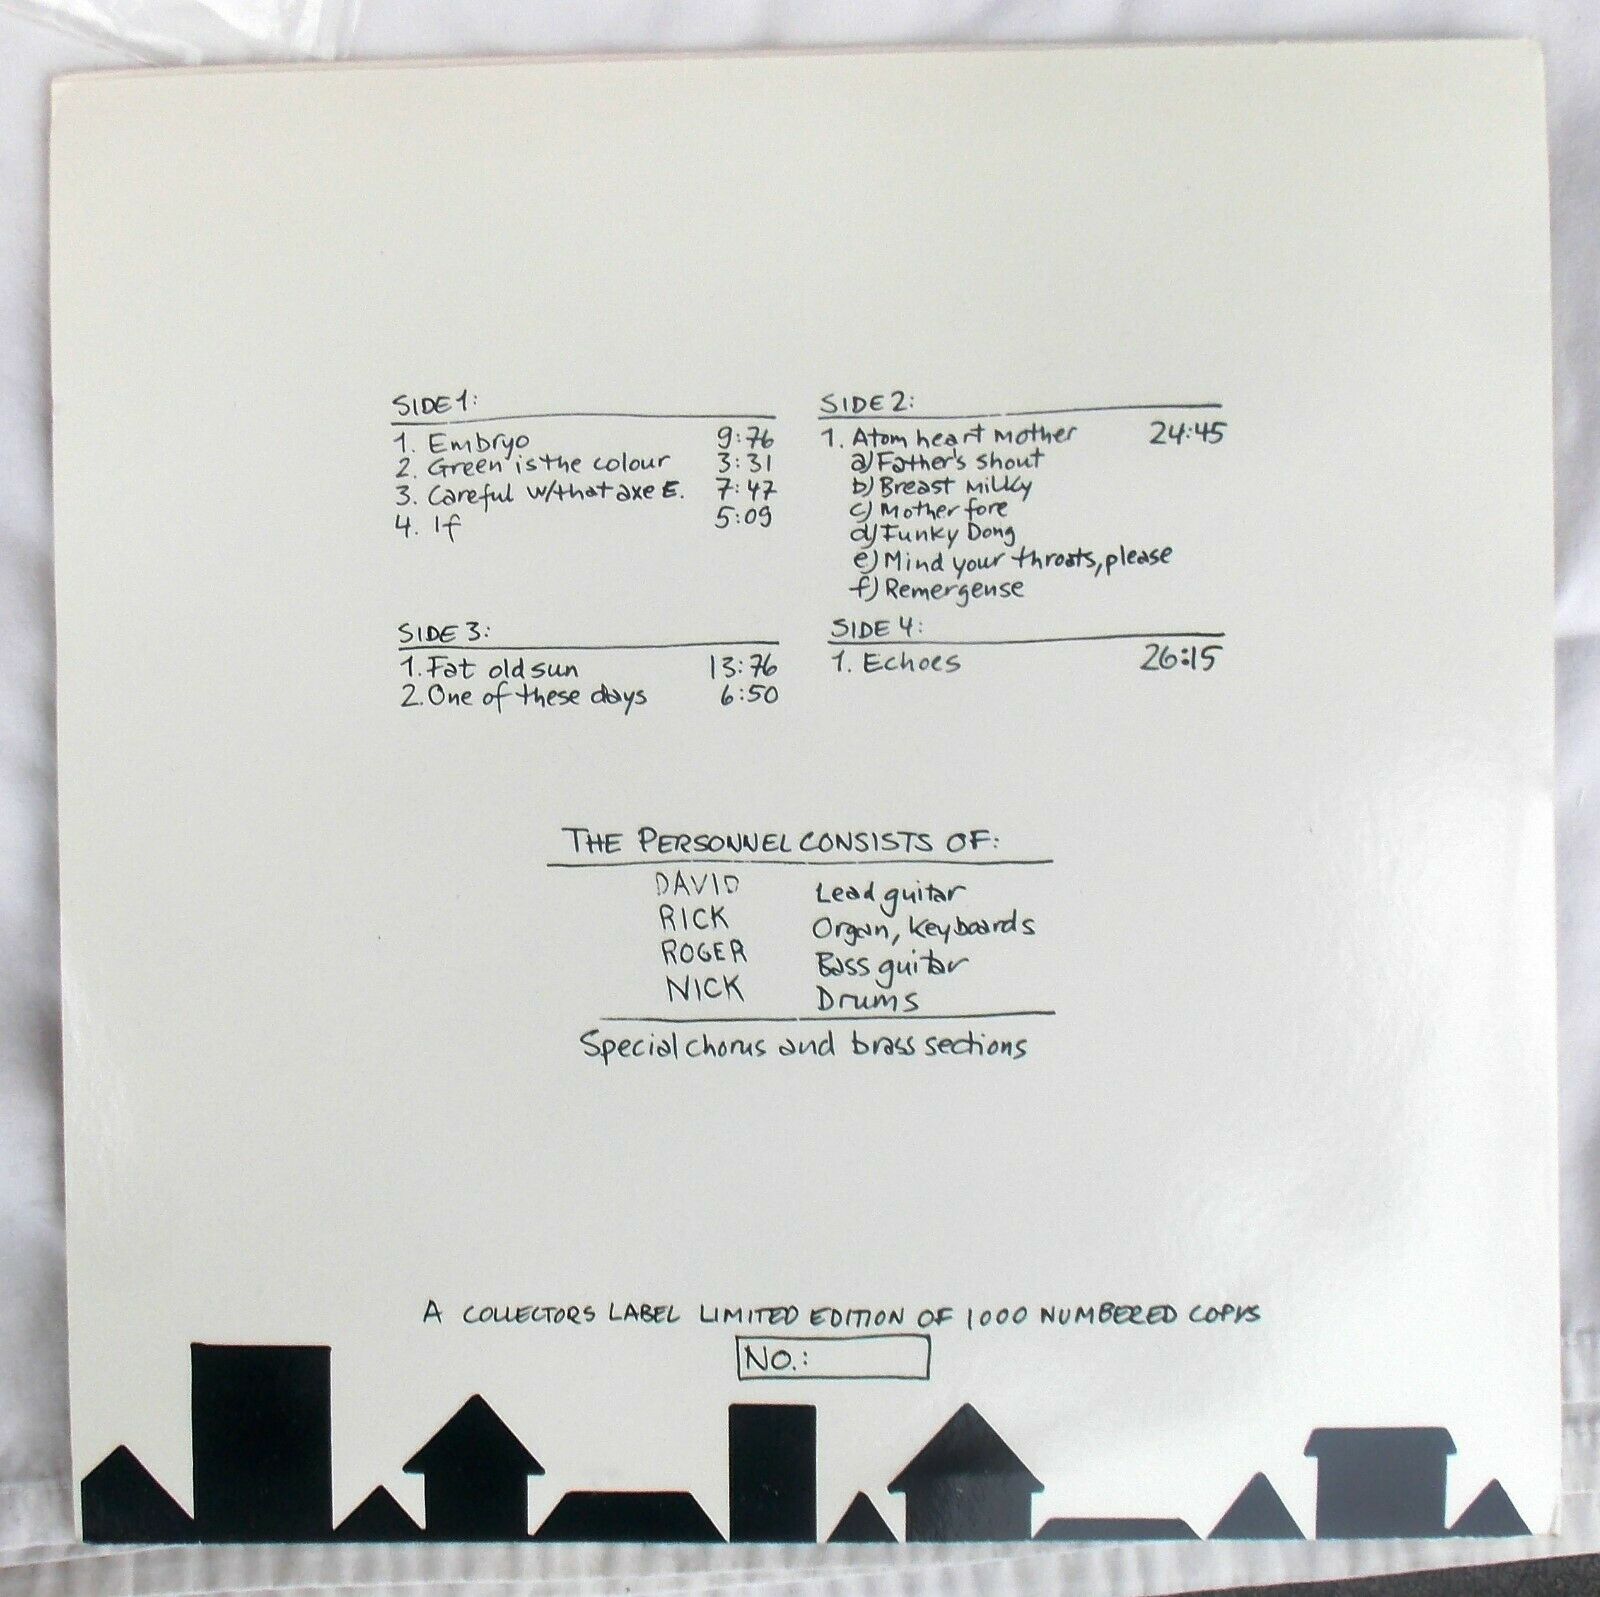 SIDE 1:
1. Embryo 9:76
2. Green is the colour 3:31
3. Careful w/that axe E. 7:47
4. If 5:09
SIDE 2:
1. Atom heart mother 24:45
a) Father's shout
b) Breast Milky
c) Mother fore
d) Funky Dong
e) Mind your throats, please
f) Remergense
SIDE 3:
1. Fat old sun 13:76
2. One of these days 6:50
SIDE 4:
1. Echoes 26:15
THE PERSONNEL CONSISTS OF:
DAVID Lead guitar
RICK Organ, keyboards
ROGER Bass guitar
NICK Drums
Special chorus and brass sections
A COLLECTORS LABEL LIMITED EDITION OF 1000 NUMBERED COPYS
NO.: